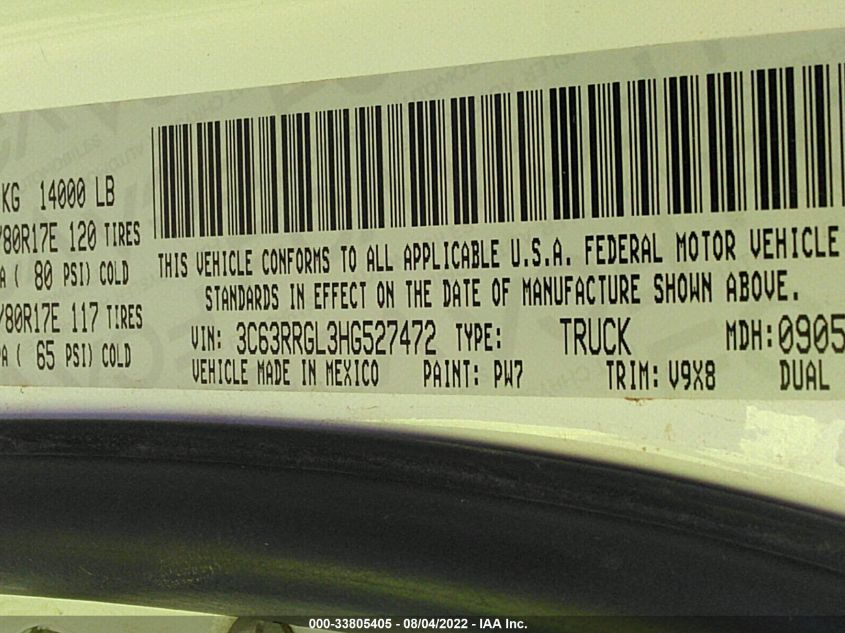 KG 14000 LB
/80R17E 120 TIRES
A ( 80 PSI) COLD
/80R17E 117 TIRES
PA ( 65 PSI) COLD
THIS VEHICLE CONFORMS TO ALL APPLICABLE U.S.A. FEDERAL MOTOR VEHICLE
STANDARDS IN EFFECT ON THE DATE OF MANUFACTURE SHOWN ABOVE.
VIN: 3C63RRGL3HG527472 TYPE: TRUCK MDH: 0905
VEHICLE MADE IN MEXICO PAINT: PW7 TRIM: V9X8 DUAL
000-33805405 - 08/04/2022 - IAA Inc.